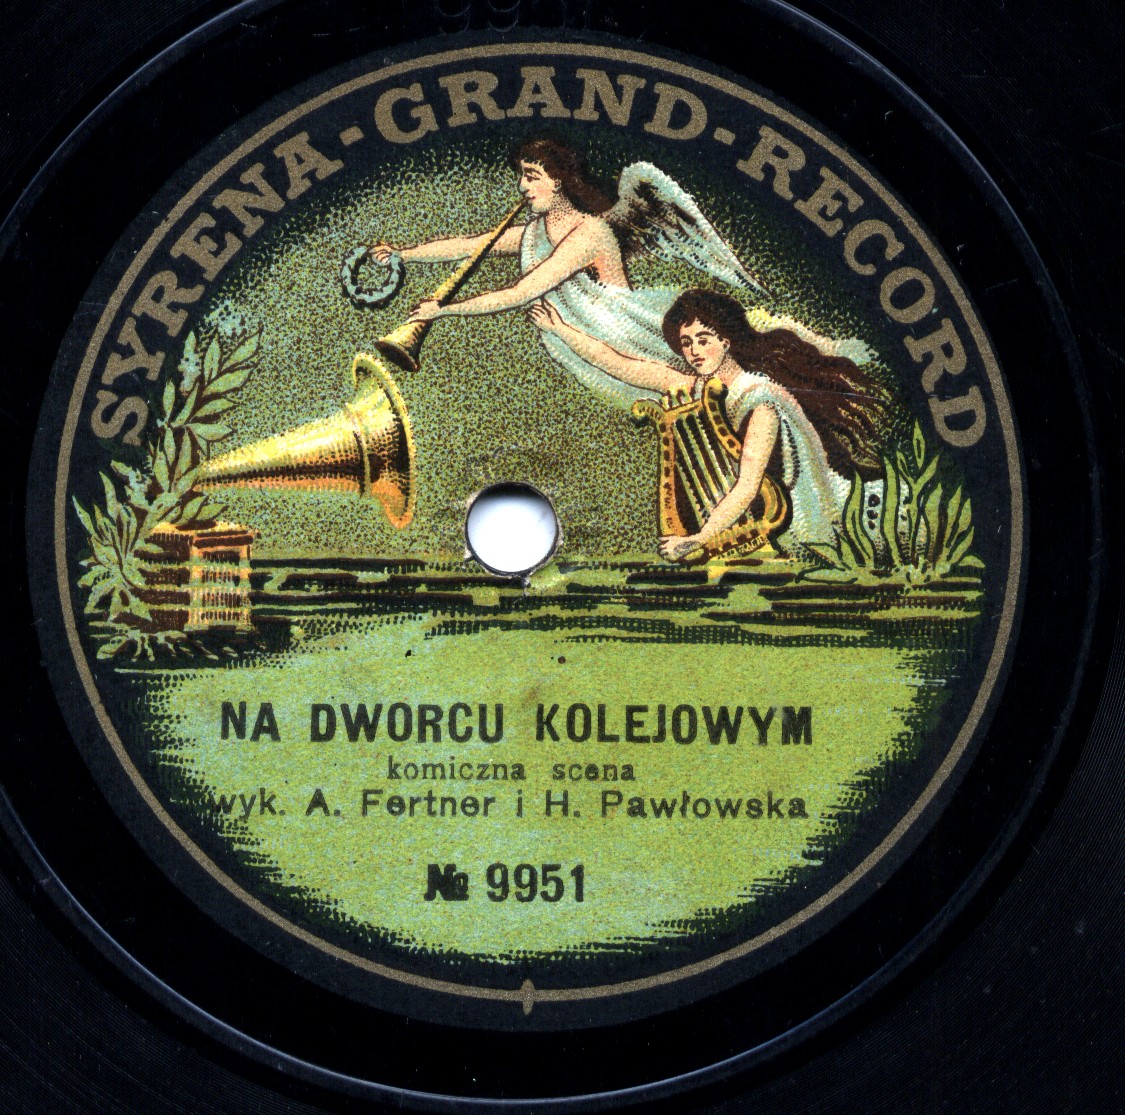 SYRENA-GRAND-RECORD
NA DWORCU KOLEJOWYM
komiczna scena
wyk. A. Fertner i H. Pawłowska
№ 9951